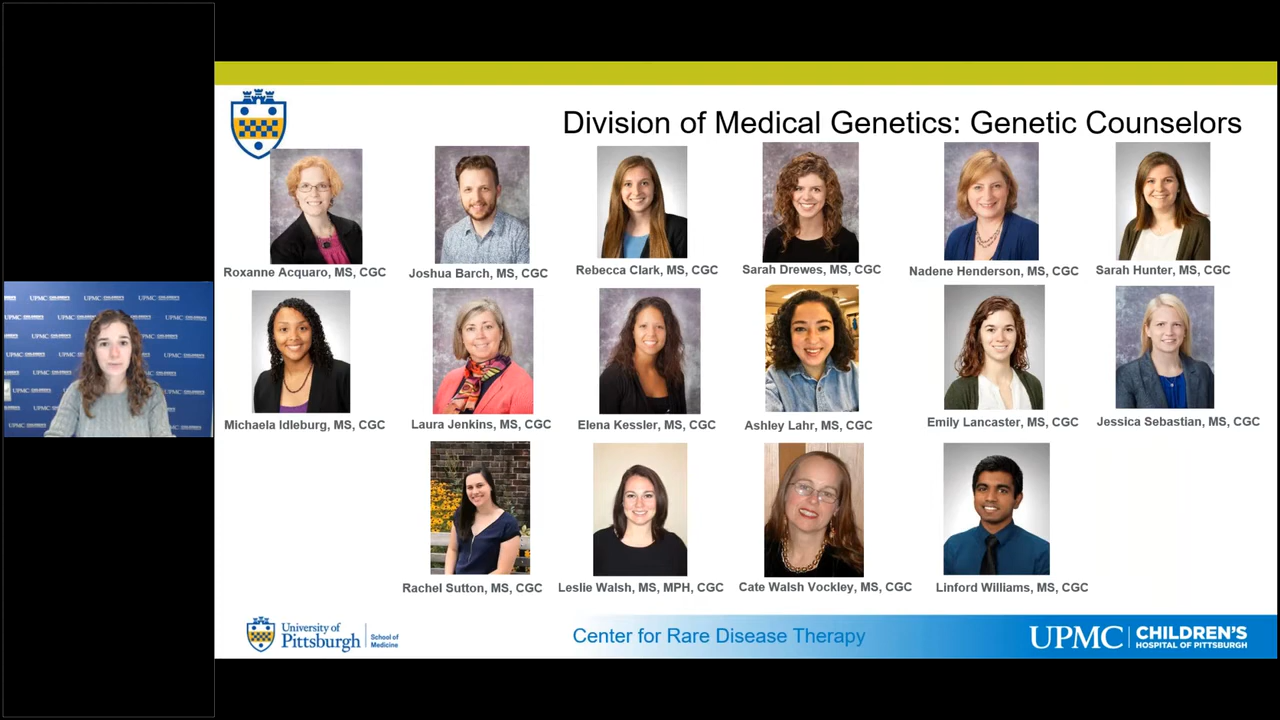 Division of Medical Genetics: Genetic Counselors
Roxanne Acquaro, MS, CGC
Joshua Barch, MS, CGC
Rebecca Clark, MS, CGC
Sarah Drewes, MS, CGC
Nadene Henderson, MS, CGC
Sarah Hunter, MS, CGC
Michaela Idleburg, MS, CGC
Laura Jenkins, MS, CGC
Elena Kessler, MS, CGC
Ashley Lahr, MS, CGC
Emily Lancaster, MS, CGC
Jessica Sebastian, MS, CGC
Rachel Sutton, MS, CGC
Leslie Walsh, MS, MPH, CGC
Cate Walsh Vockley, MS, CGC
Linford Williams, MS, CGC
University of
Pittsburgh
School of
Medicine
Center for Rare Disease Therapy
UPMC
CHILDREN'S
HOSPITAL OF PITTSBURGH